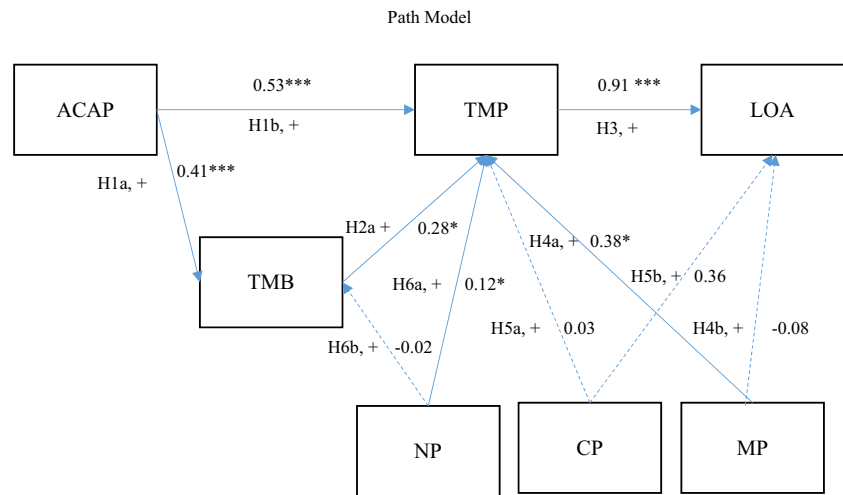 Path Model
0.53***
0.91 ***
ACAP
TMP
LOA
H1b, +
H3, +
0.41***
H1a, +
H2a +
0.28*
H4a, +
0.38*
TMB
H6a, +
0.12*
H5b, +
0.36
H5a, +
0.03
H4b, +
-0.08
H6b, +
-0.02
NP
CP
MP